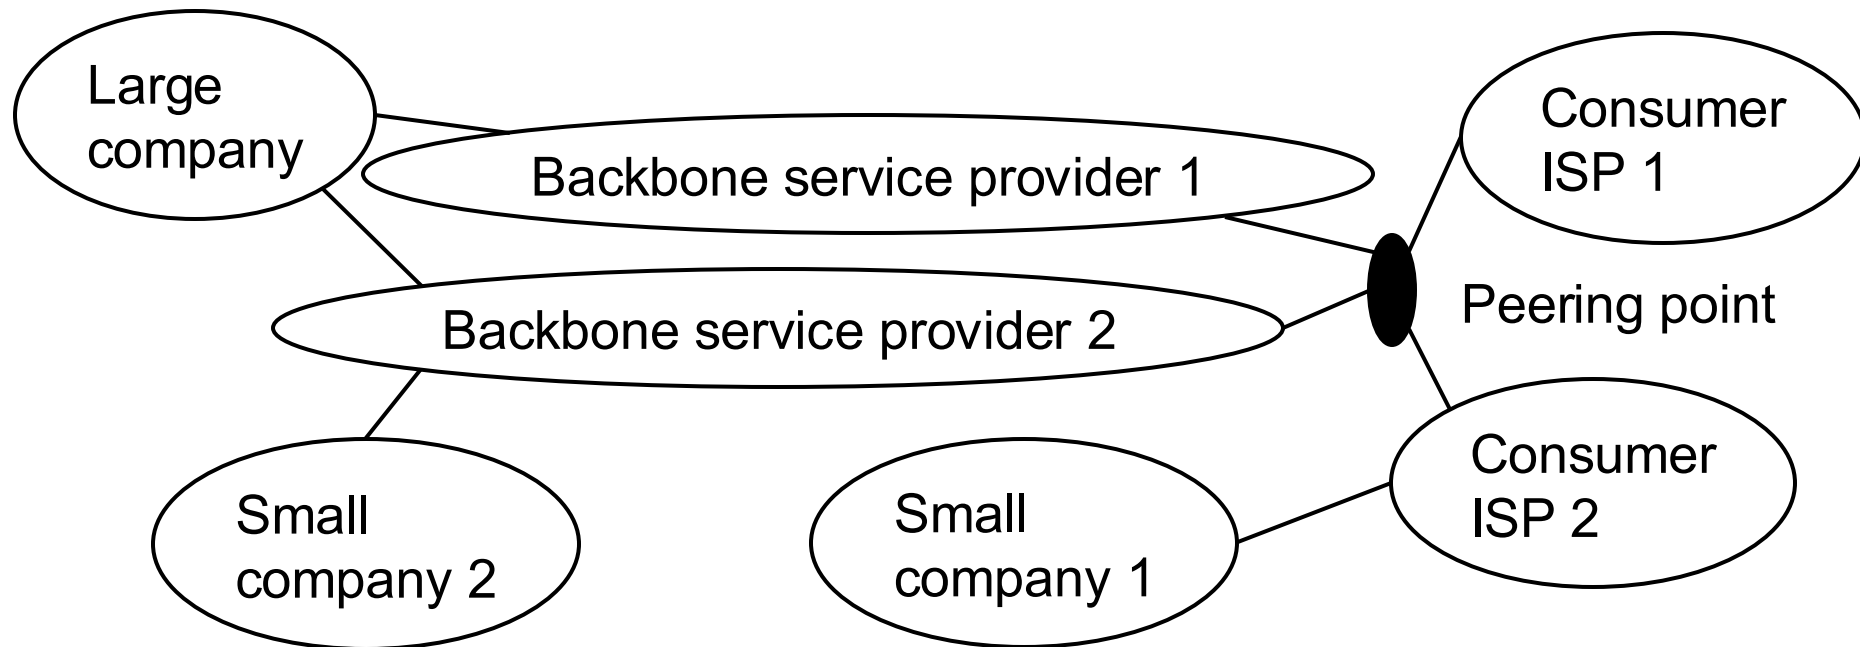 Large
company
Backbone service provider 1
Consumer
ISP 1
Peering point
Backbone service provider 2
Consumer
ISP 2
Small
company 2
Small
company 1